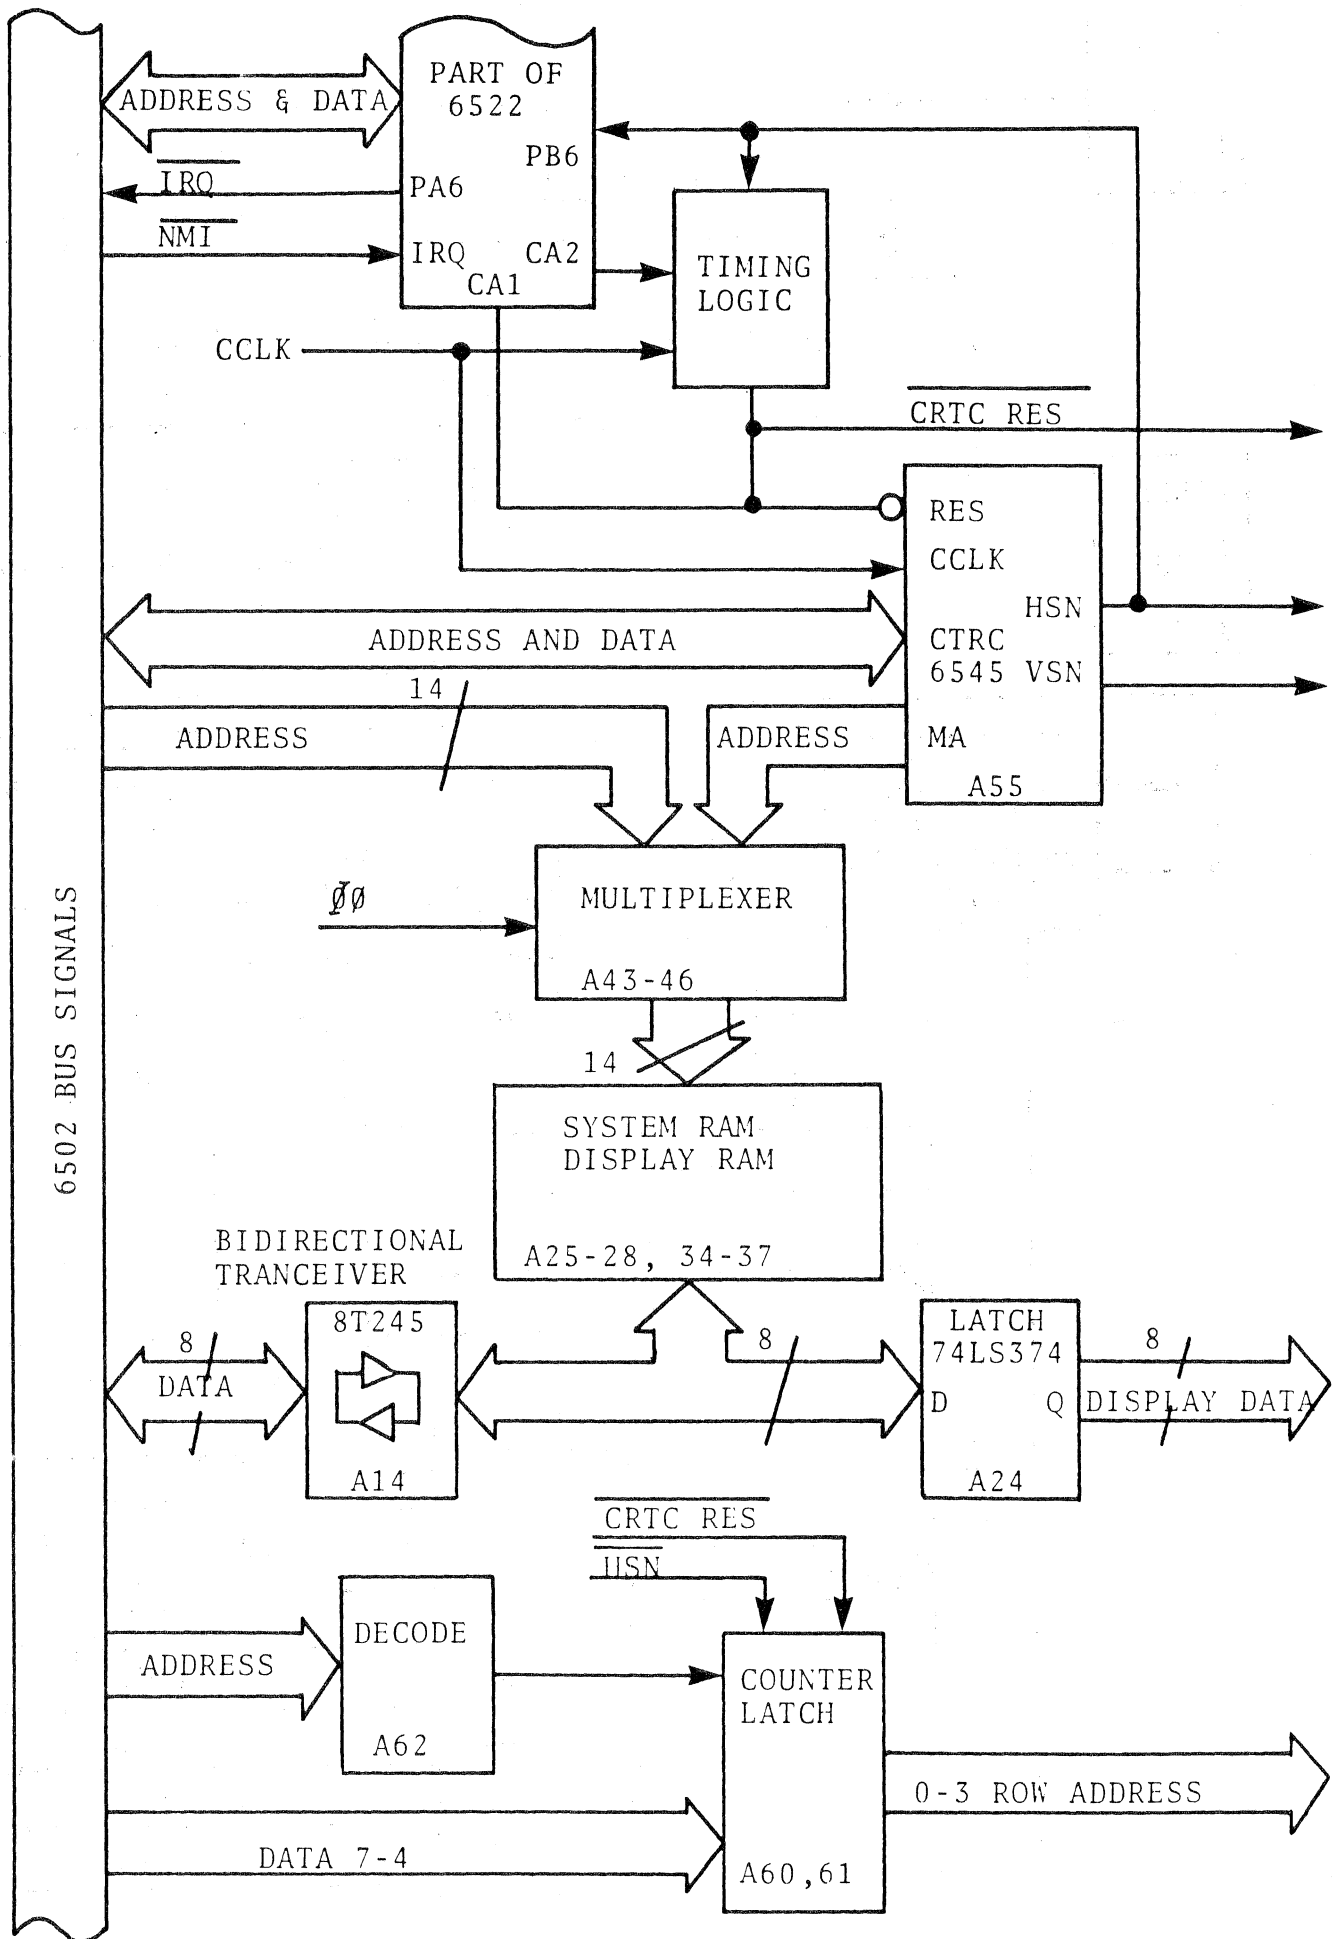 PART OF
6522
ADDRESS & DATA
PB6
IRQ
PA6
NMI
IRQ CA2
CA1
TIMING
LOGIC
CCLK
CRTC RES
RES
CCLK
HSN
ADDRESS AND DATA
CTRC
6545 VSN
14
ADDRESS
ADDRESS
MA
A55
MULTIPLEXER
A43-46
14
6502 BUS SIGNALS
SYSTEM RAM
DISPLAY RAM
A25-28, 34-37
BIDIRECTIONAL
TRANCEIVER
8T245
8
DATA
A14
8
LATCH
74LS374
D Q
A24
8
DISPLAY DATA
CRTC RES
HSN
DECODE
ADDRESS
A62
COUNTER
LATCH
0-3 ROW ADDRESS
DATA 7-4
A60,61